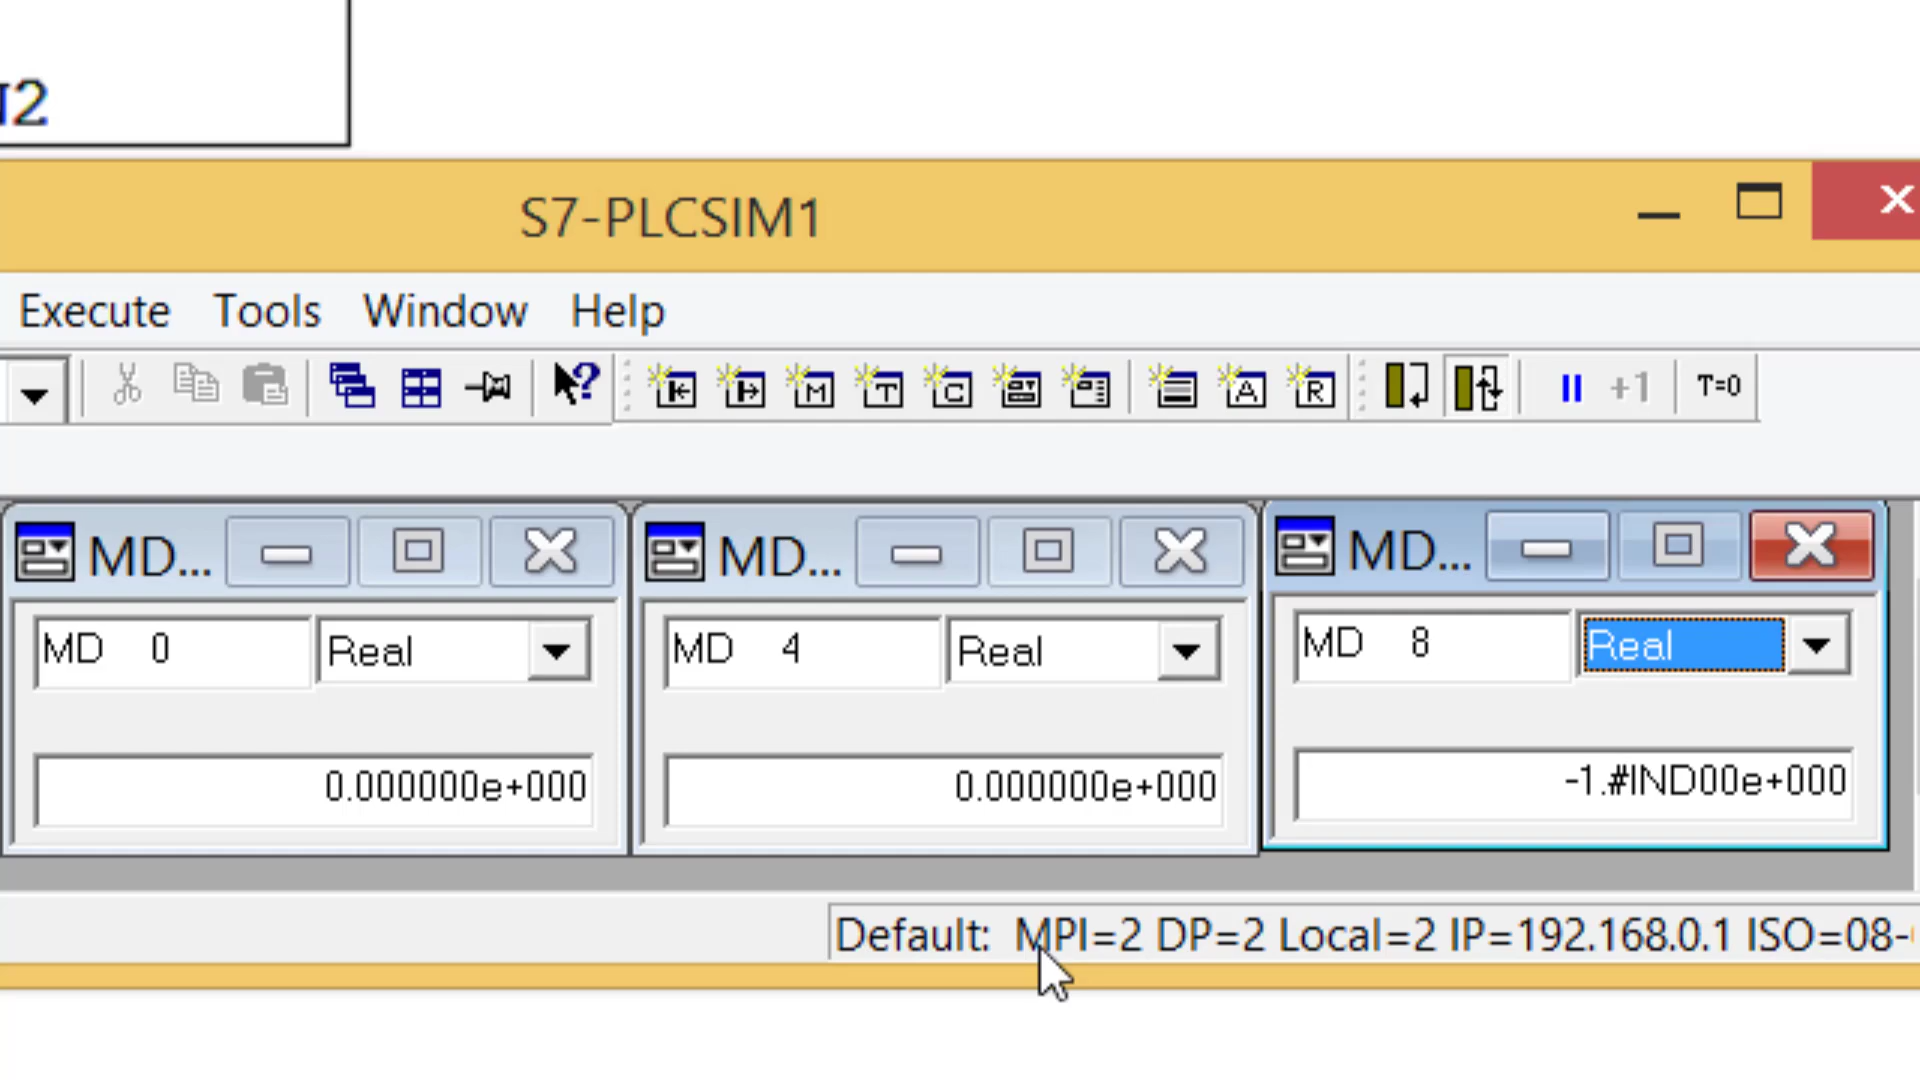 2
S7-PLCSIM1
Execute Tools Window Help
M T C A R +1 T=0
MD... MD... MD...
MD 0 Real MD 4 Real MD 8 Real
0.000000e+000 0.000000e+000 -1.#IND00e+000
Default: MPI=2 DP=2 Local=2 IP=192.168.0.1 ISO=08-